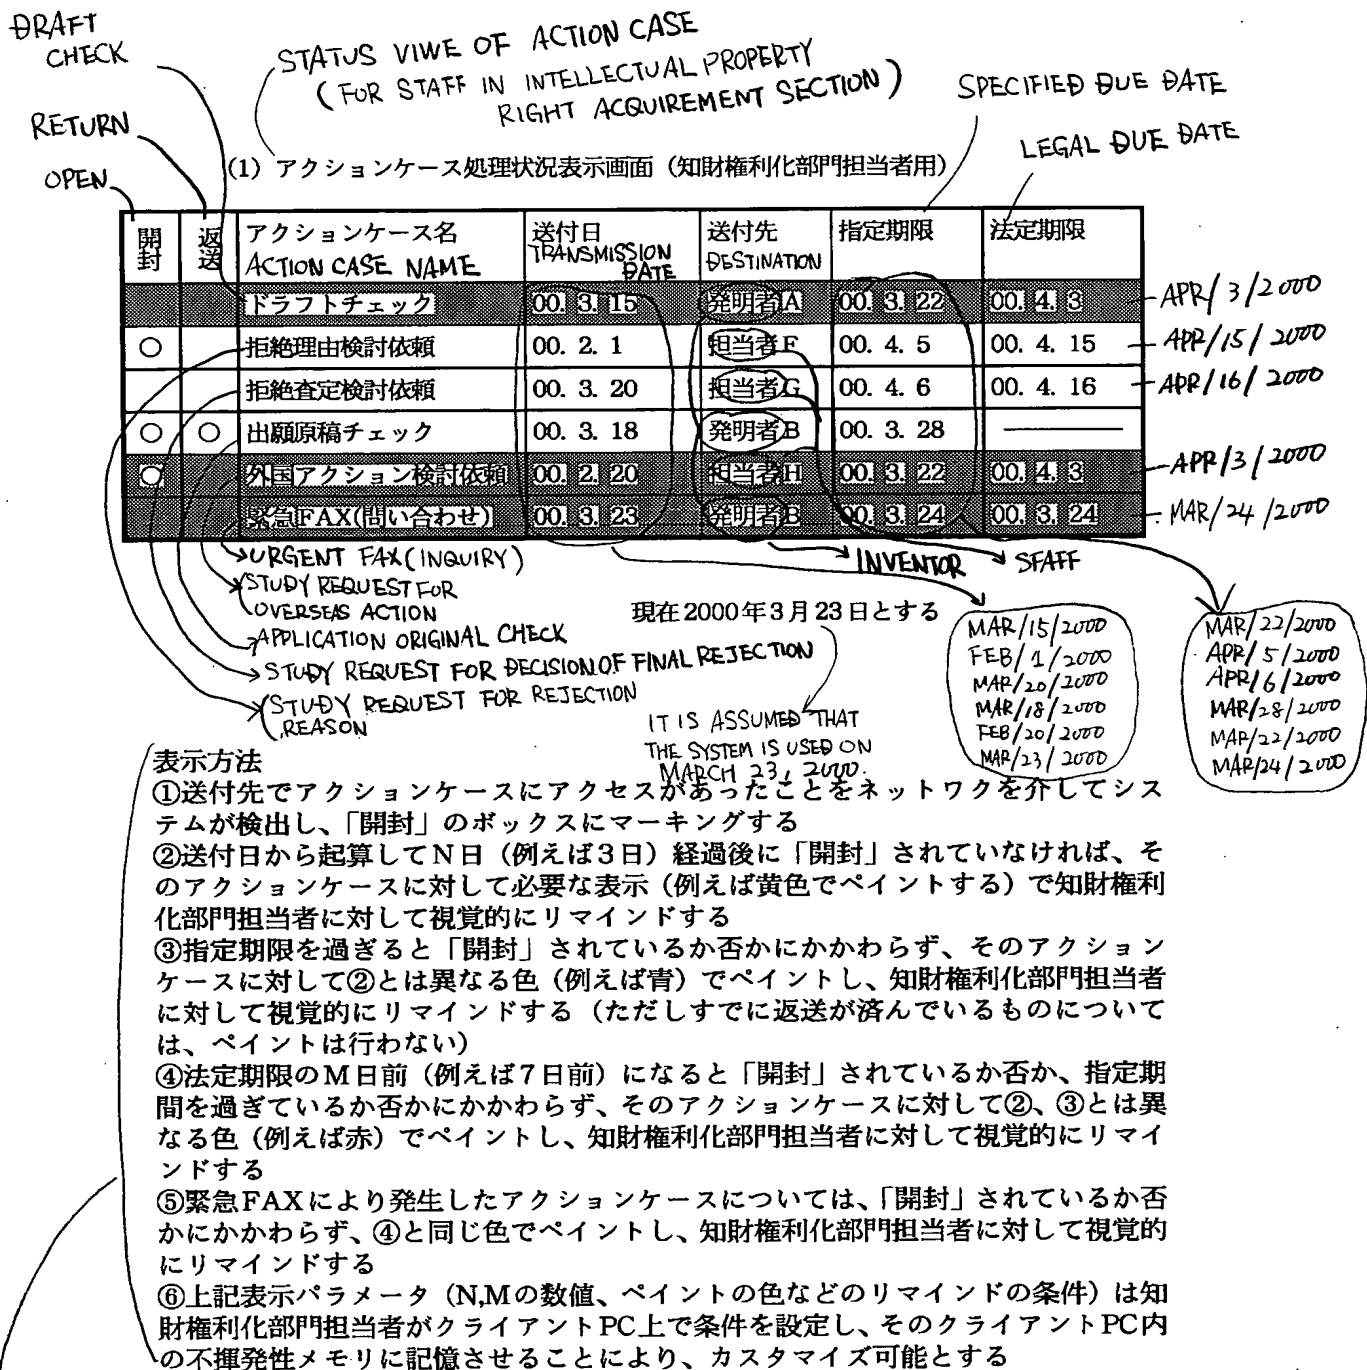 DRAFT
CHECK
STATUS VIWE OF ACTION CASE
(FOR STAFF IN INTELLECTUAL PROPERTY
RIGHT ACQUIREMENT SECTION)
SPECIFIED DUE DATE
RETURN
LEGAL DUE DATE
OPEN
(1) アクションケース処理状況表示画面（知財権利化部門担当者用）
開封 返送 アクションケース名 送付日 送付先 指定期限 法定期限
ACTION CASE NAME TRANSMISSION DATE DESTINATION
ドラフトチェック 00. 3. 15 発明者A 00. 3. 22 00. 4. 3 APR/3/2000
○ 拒絶理由検討依頼 00. 2. 1 担当者F 00. 4. 5 00. 4. 15 APR/15/2000
拒絶査定検討依頼 00. 3. 20 担当者G 00. 4. 6 00. 4. 16 APR/16/2000
○ ○ 出願原稿チェック 00. 3. 18 発明者B 00. 3. 28 ―――
○ 外国アクション検討依頼 00. 2. 20 担当者H 00. 3. 22 00. 4. 3 APR/3/2000
緊急FAX(問い合わせ) 00. 3. 23 発明者B 00. 3. 24 00. 3. 24 MAR/24/2000
URGENT FAX(INQUIRY)
INVENTOR
SFAFF
STUDY REQUEST FOR
OVERSEAS ACTION
APPLICATION ORIGINAL CHECK
STUDY REQUEST FOR DECISION OF FINAL REJECTION
STUDY REQUEST FOR REJECTION
REASON
現在2000年3月23日とする
IT IS ASSUMED THAT
THE SYSTEM IS USED ON
MARCH 23, 2000.
MAR/15/2000
FEB/1/2000
MAR/20/2000
MAR/18/2000
FEB/20/2000
MAR/23/2000
MAR/22/2000
APR/5/2000
APR/6/2000
MAR/28/2000
MAR/22/2000
MAR/24/2000
表示方法
①送付先でアクションケースにアクセスがあったことをネットワクを介してシス
テムが検出し、「開封」のボックスにマーキングする
②送付日から起算してN日（例えば3日）経過後に「開封」されていなければ、そ
のアクションケースに対して必要な表示（例えば黄色でペイントする）で知財権利
化部門担当者に対して視覚的にリマインドする
③指定期限を過ぎると「開封」されているか否かにかかわらず、そのアクション
ケースに対して②とは異なる色（例えば青）でペイントし、知財権利化部門担当者
に対して視覚的にリマインドする（ただしすでに返送が済んでいるものについて
は、ペイントは行わない）
④法定期限のM日前（例えば7日前）になると「開封」されているか否か、指定期
間を過ぎているか否かにかかわらず、そのアクションケースに対して②、③とは異
なる色（例えば赤）でペイントし、知財権利化部門担当者に対して視覚的にリマイ
ンドする
⑤緊急FAXにより発生したアクションケースについては、「開封」されているか否
かにかかわらず、④と同じ色でペイントし、知財権利化部門担当者に対して視覚的
にリマインドする
⑥上記表示パラメータ（N,Mの数値、ペイントの色などのリマインドの条件）は知
財権利化部門担当者がクライアントPC上で条件を設定し、そのクライアントPC内
の不揮発性メモリに記憶させることにより、カスタマイズ可能とする